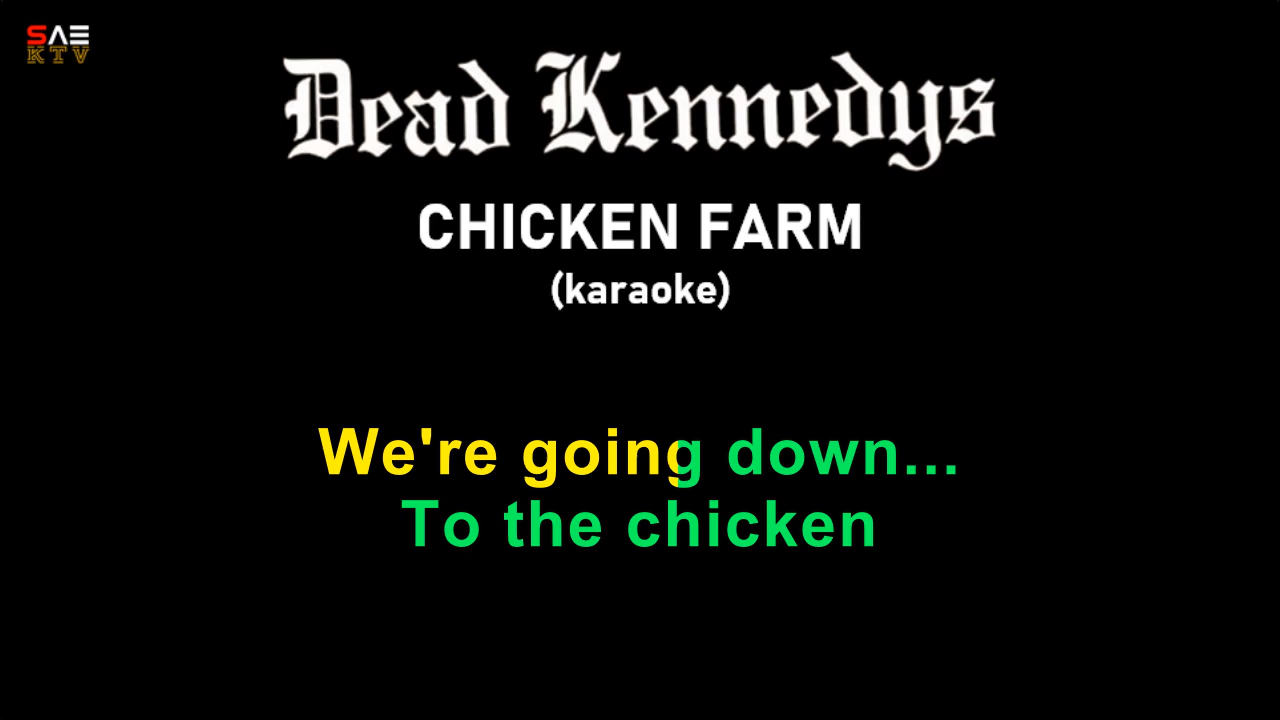 SAE
KTV
Dead Kennedys
CHICKEN FARM
(karaoke)
We're going down...
To the chicken